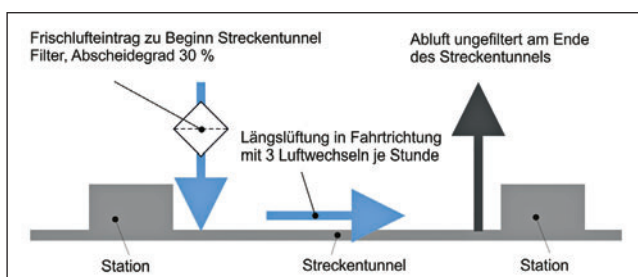 Frischlufteintrag zu Beginn Streckentunnel
Filter, Abscheidegrad 30 %
Abluft ungefiltert am Ende
des Streckentunnels
Längslüftung in Fahrtrichtung
mit 3 Luftwechseln je Stunde
Station
Streckentunnel
Station